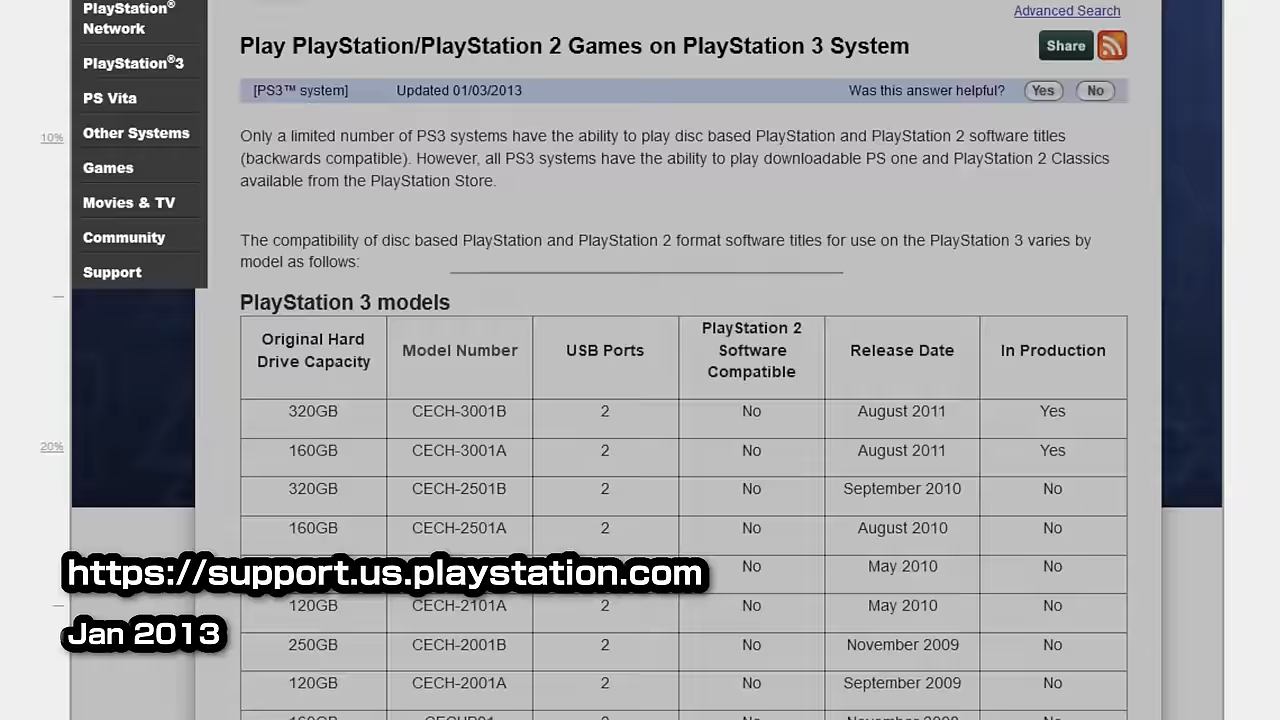 PlayStation®
Network
PlayStation®3
PS Vita
Other Systems
Games
Movies & TV
Community
Support
10%
20%
Advanced Search
Play PlayStation/PlayStation 2 Games on PlayStation 3 System
Share
[PS3™ system] Updated 01/03/2013 Was this answer helpful? Yes No
Only a limited number of PS3 systems have the ability to play disc based PlayStation and PlayStation 2 software titles
(backwards compatible). However, all PS3 systems have the ability to play downloadable PS one and PlayStation 2 Classics
available from the PlayStation Store.
The compatibility of disc based PlayStation and PlayStation 2 format software titles for use on the PlayStation 3 varies by
model as follows:
PlayStation 3 models
Original Hard Drive Capacity Model Number USB Ports PlayStation 2 Software Compatible Release Date In Production
320GB CECH-3001B 2 No August 2011 Yes
160GB CECH-3001A 2 No August 2011 Yes
320GB CECH-2501B 2 No September 2010 No
160GB CECH-2501A 2 No August 2010 No
No May 2010 No
https://support.us.playstation.com
120GB CECH-2101A 2 No May 2010 No
Jan 2013
250GB CECH-2001B 2 No November 2009 No
120GB CECH-2001A 2 No September 2009 No